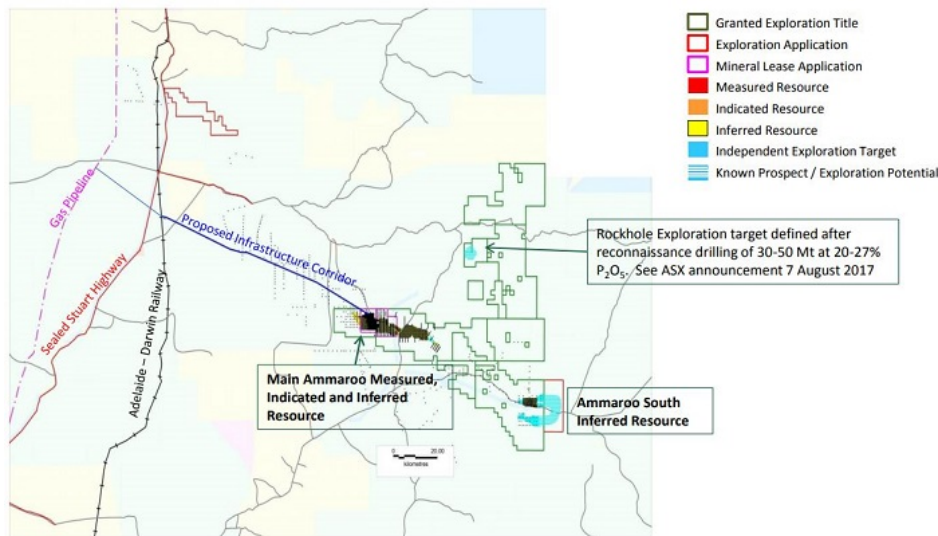 Granted Exploration Title
Exploration Application
Mineral Lease Application
Measured Resource
Indicated Resource
Inferred Resource
Independent Exploration Target
Known Prospect / Exploration Potential
Gas Pipeline
Sealed Stuart Highway
Adelaide – Darwin Railway
Proposed Infrastructure Corridor
Rockhole Exploration target defined after
reconnaissance drilling of 30-50 Mt at 20-27%
P₂O₅. See ASX announcement 7 August 2017
Main Ammaroo Measured,
Indicated and Inferred
Resource
Ammaroo South
Inferred Resource
0 25.00
kilometres